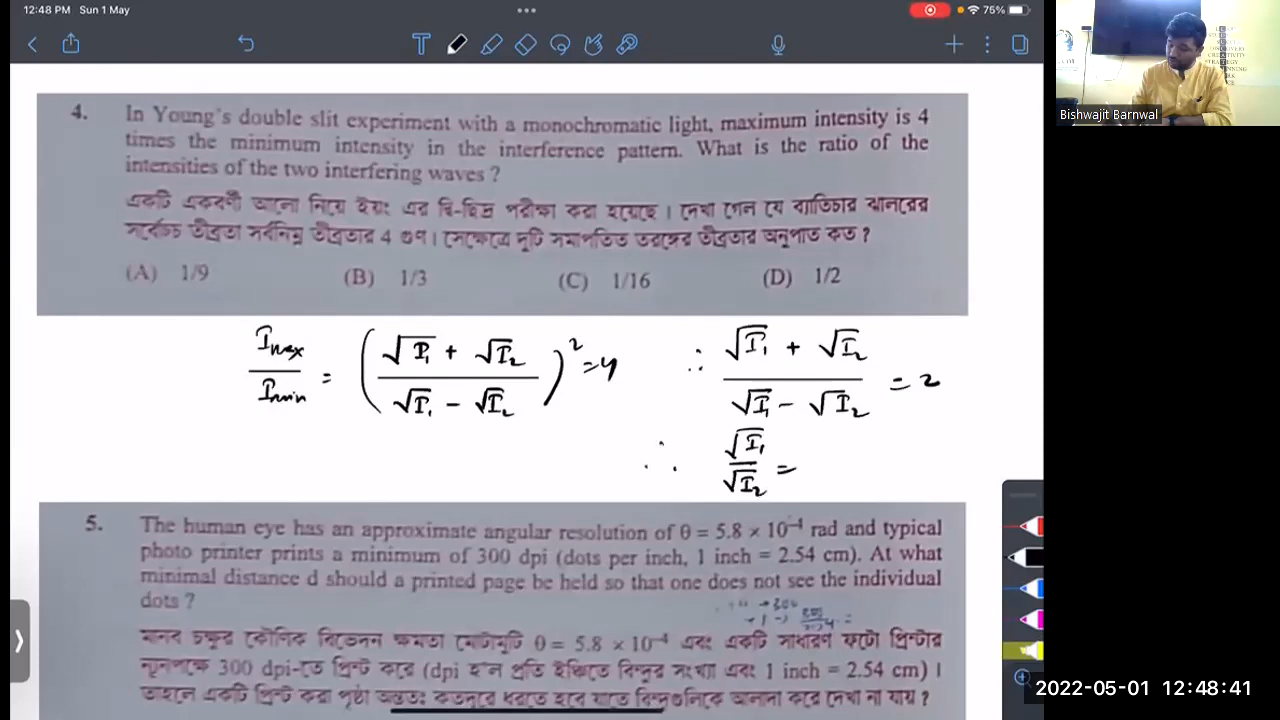 12:48 PM Sun 1 May
75%
Bishwajit Barnwal
4. In Young's double slit experiment with a monochromatic light, maximum intensity is 4
times the minimum intensity in the interference pattern. What is the ratio of the
intensities of the two interfering waves ?
একটি একবর্ণী আলো নিয়ে ইয়ং এর দ্বি-ছিদ্র পরীক্ষা করা হয়েছে । দেখা গেল যে ব্যতিচার ঝালরের
সর্বোচ্চ তীব্রতা সর্বনিম্ন তীব্রতার 4 গুণ । সেক্ষেত্রে দুটি সমাপতিত তরঙ্গের তীব্রতার অনুপাত কত ?
(A) 1/9 (B) 1/3 (C) 1/16 (D) 1/2
Imax / Imin = ( √I₁ + √I₂ / √I₁ - √I₂ )² = 4 ∴ √I₁ + √I₂ / √I₁ - √I₂ = 2
∴ √I₁ / √I₂ =
5. The human eye has an approximate angular resolution of θ = 5.8 × 10⁻⁴ rad and typical
photo printer prints a minimum of 300 dpi (dots per inch, 1 inch = 2.54 cm). At what
minimal distance d should a printed page be held so that one does not see the individual
dots ?
মানব চক্ষুর কৌণিক বিভেদন ক্ষমতা মোটামুটি θ = 5.8 × 10⁻⁴ এবং একটি সাধারণ ফটো প্রিন্টার
ন্যূনপক্ষে 300 dpi-তে প্রিন্ট করে (dpi হ'ল প্রতি ইঞ্চিতে বিন্দুর সংখ্যা এবং 1 inch = 2.54 cm) ।
তাহলে একটি প্রিন্ট করা পৃষ্ঠা অন্ততঃ কতদূরে ধরতে হবে যাতে বিন্দুগুলিকে আলাদা করে দেখা না যায় ?
2022-05-01 12:48:41